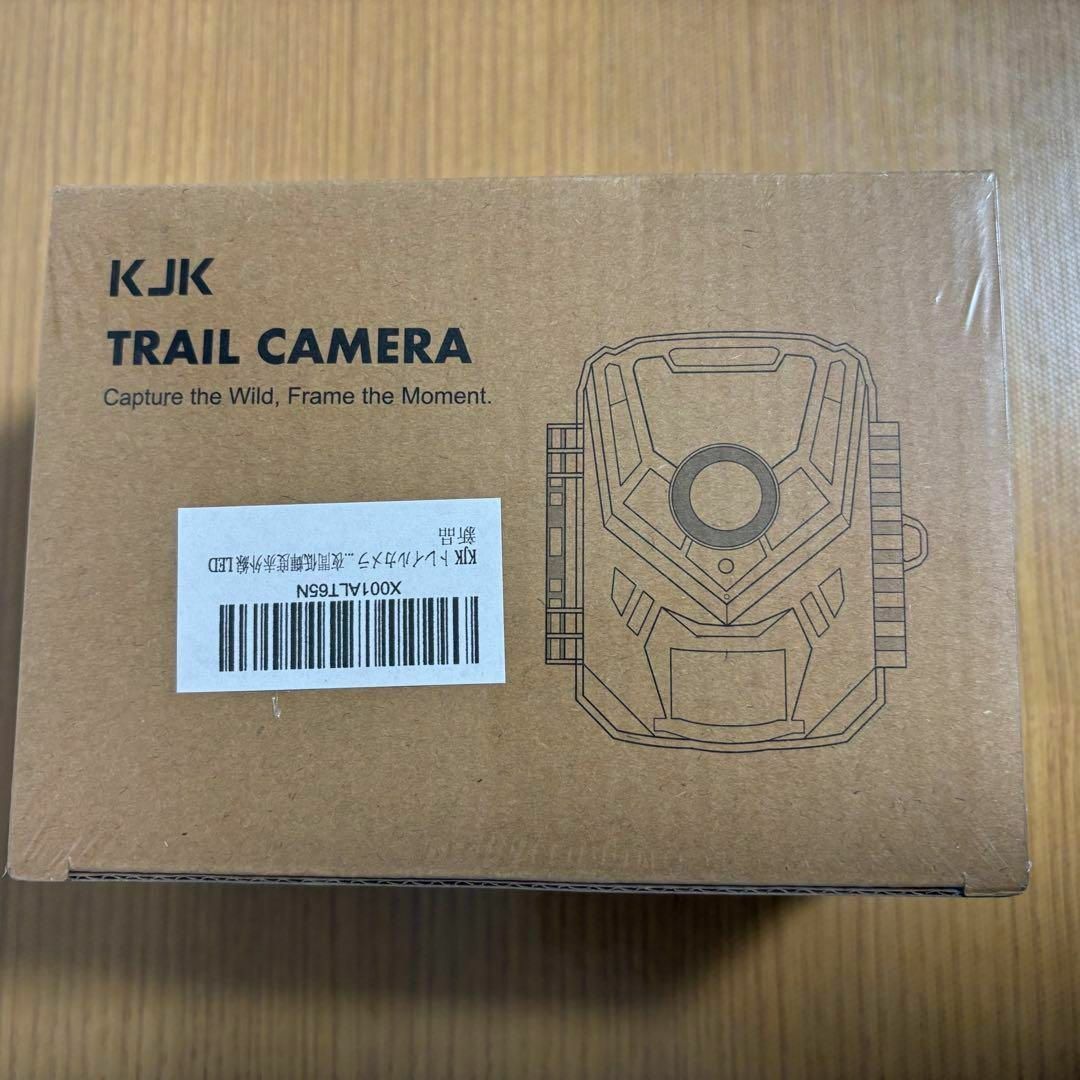 KJK
TRAIL CAMERA
Capture the Wild, Frame the Moment.
X001ALT65N
KJK トレイルカメラ ...夜間低輝度赤外線 LED
新品